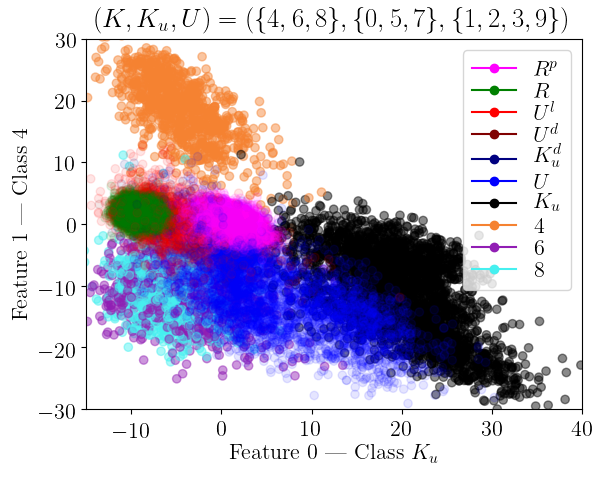 (K, K_u, U) = ({4, 6, 8}, {0, 5, 7}, {1, 2, 3, 9})
R^p
R
U^l
U^d
K_u^d
U
K_u
4
6
8
Feature 1 — Class 4
30
20
10
0
−10
−20
−30
−10 0 10 20 30 40
Feature 0 — Class K_u